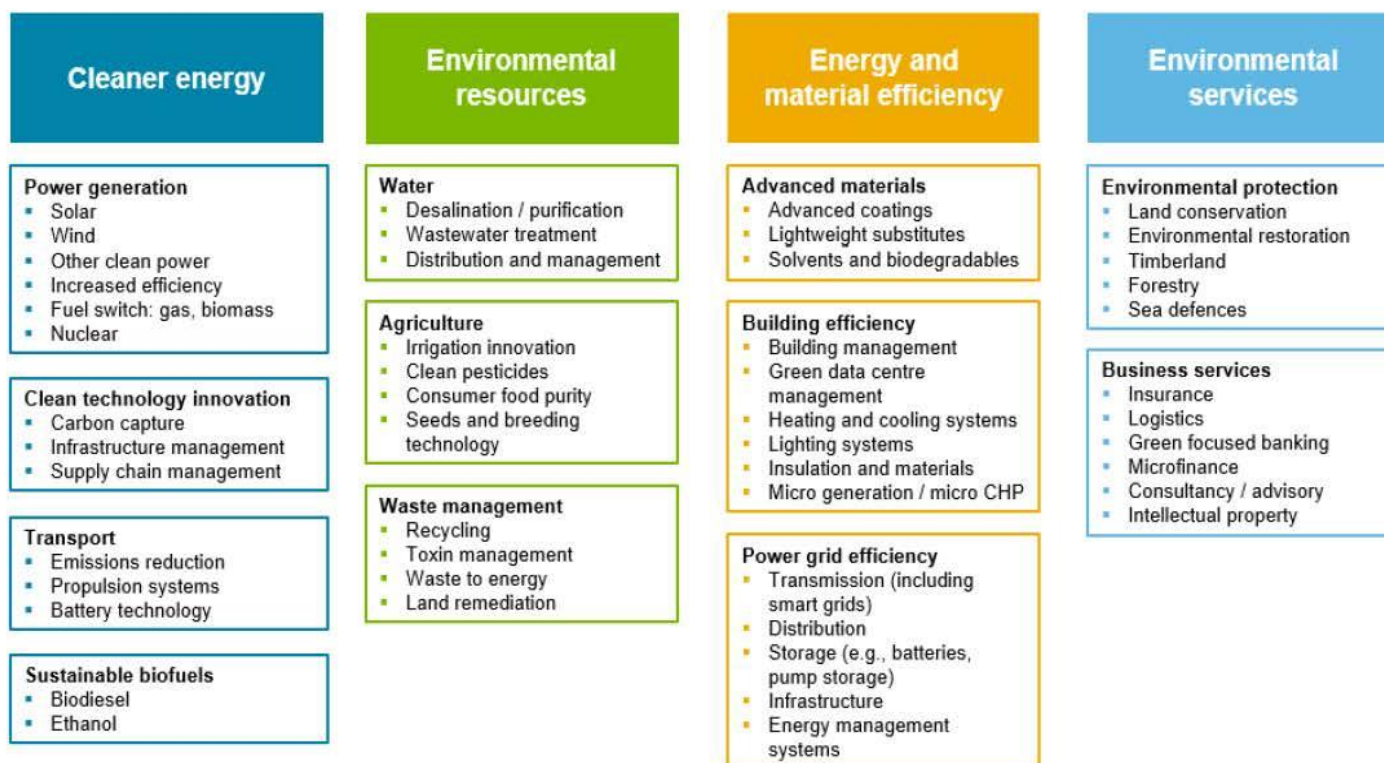 Cleaner energy
Power generation
▪ Solar
▪ Wind
▪ Other clean power
▪ Increased efficiency
▪ Fuel switch: gas, biomass
▪ Nuclear
Clean technology innovation
▪ Carbon capture
▪ Infrastructure management
▪ Supply chain management
Transport
▪ Emissions reduction
▪ Propulsion systems
▪ Battery technology
Sustainable biofuels
▪ Biodiesel
▪ Ethanol
Environmental
resources
Water
▪ Desalination / purification
▪ Wastewater treatment
▪ Distribution and management
Agriculture
▪ Irrigation innovation
▪ Clean pesticides
▪ Consumer food purity
▪ Seeds and breeding
technology
Waste management
▪ Recycling
▪ Toxin management
▪ Waste to energy
▪ Land remediation
Energy and
material efficiency
Advanced materials
▪ Advanced coatings
▪ Lightweight substitutes
▪ Solvents and biodegradables
Building efficiency
▪ Building management
▪ Green data centre
management
▪ Heating and cooling systems
▪ Lighting systems
▪ Insulation and materials
▪ Micro generation / micro CHP
Power grid efficiency
▪ Transmission (including
smart grids)
▪ Distribution
▪ Storage (e.g., batteries,
pump storage)
▪ Infrastructure
▪ Energy management
systems
Environmental
services
Environmental protection
▪ Land conservation
▪ Environmental restoration
▪ Timberland
▪ Forestry
▪ Sea defences
Business services
▪ Insurance
▪ Logistics
▪ Green focused banking
▪ Microfinance
▪ Consultancy / advisory
▪ Intellectual property